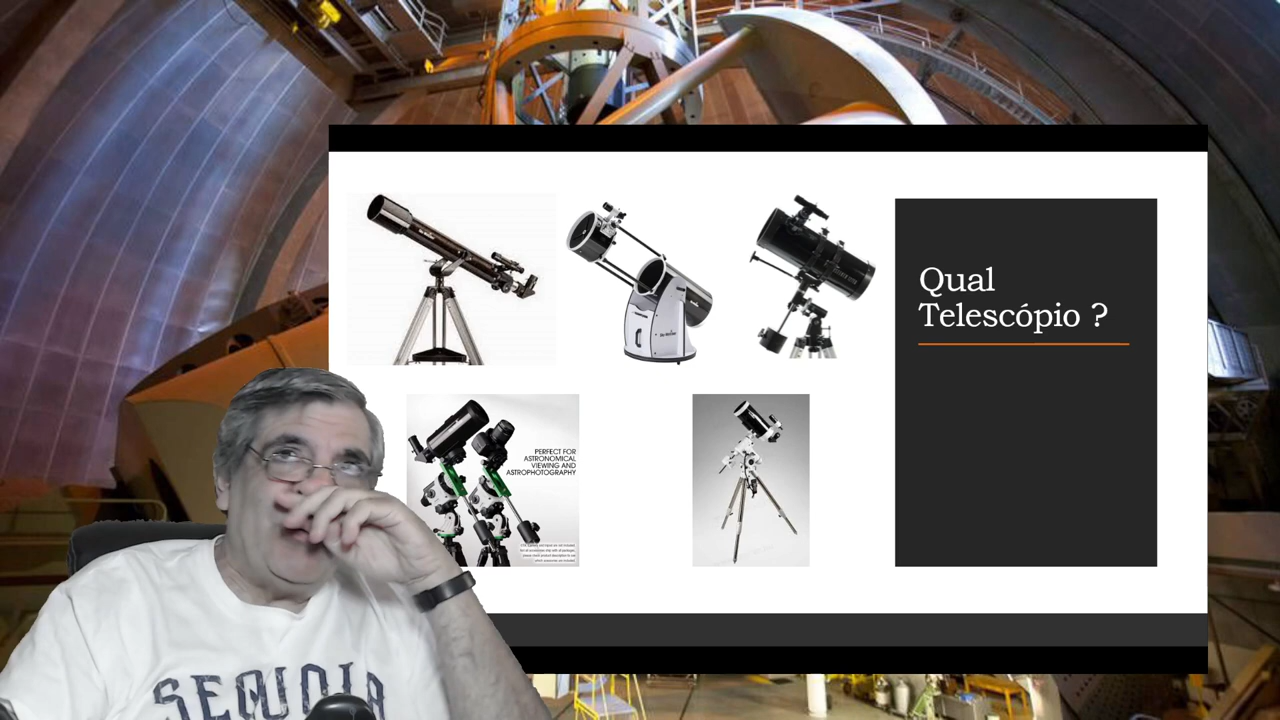 Qual
Telescópio ?
PERFECT FOR
ASTRONOMICAL
VIEWING AND
ASTROPHOTOGRAPHY
SEQUOIA